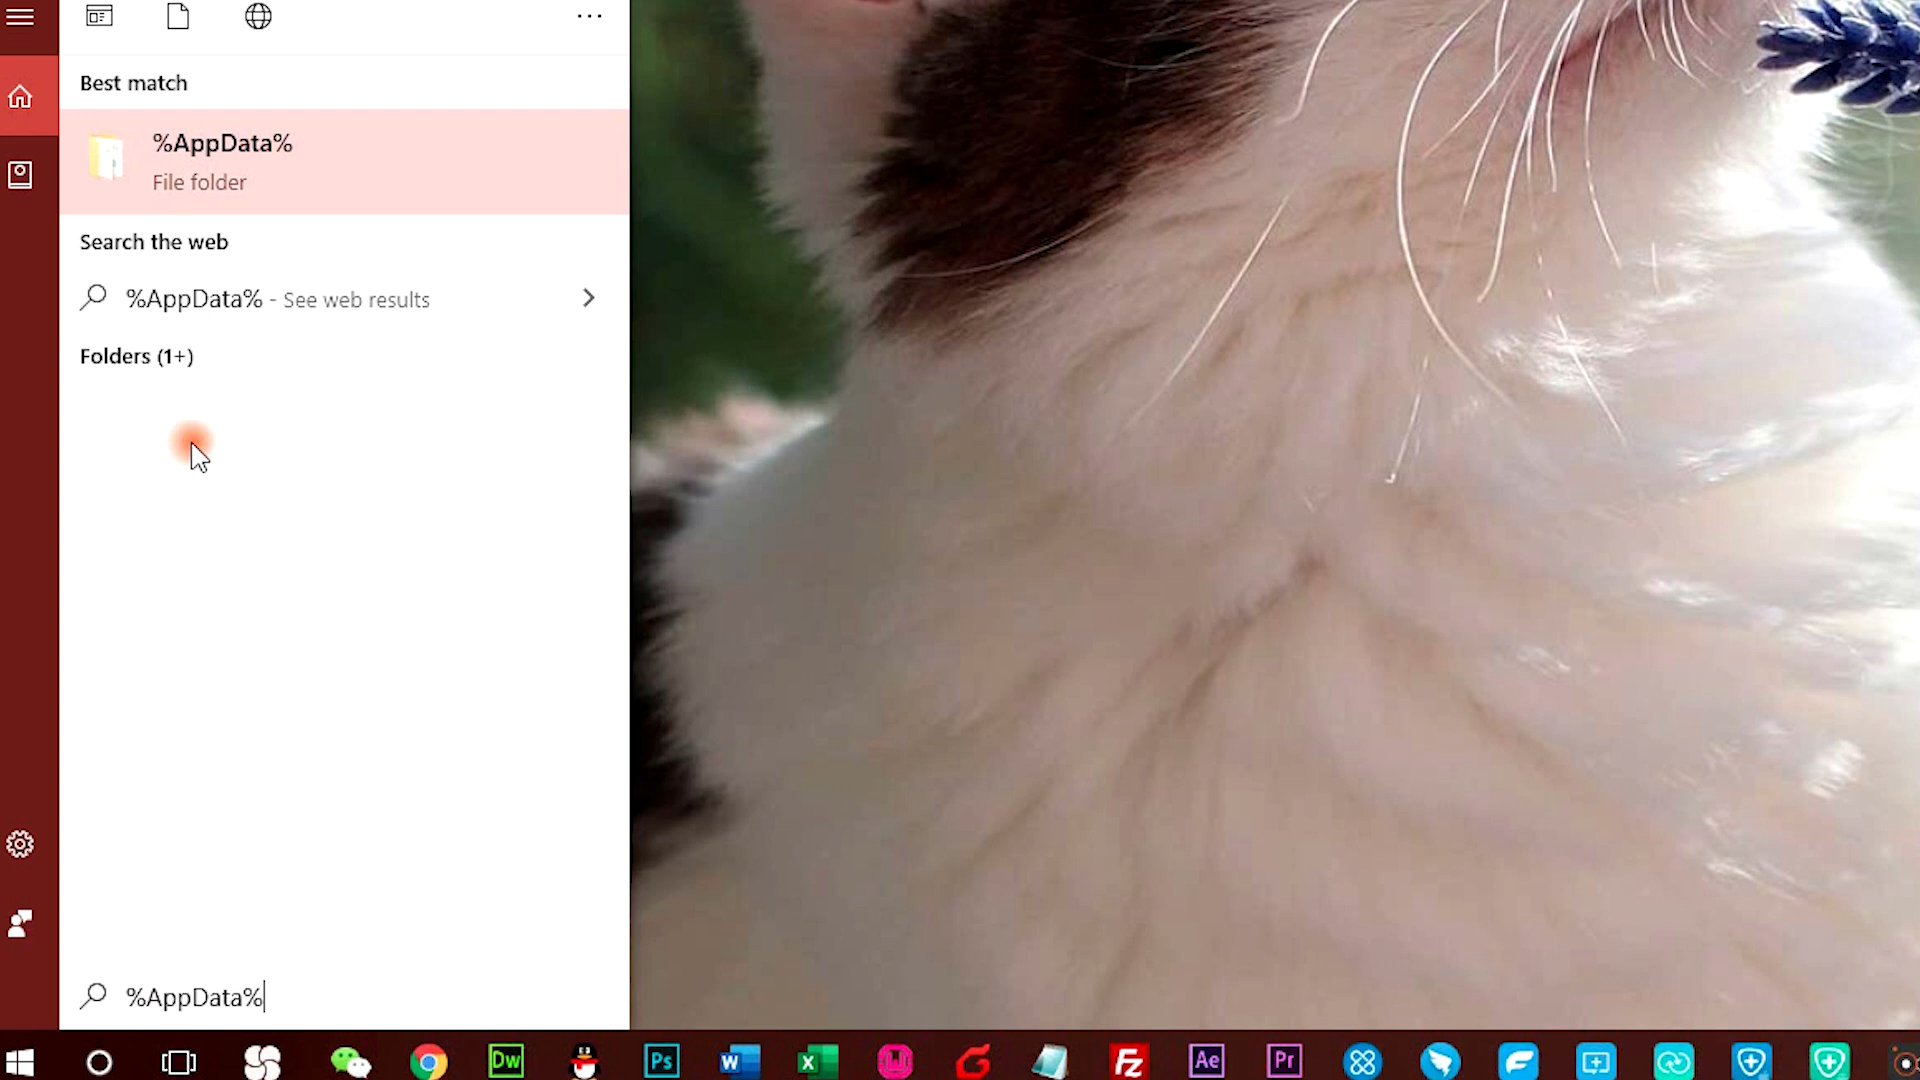 Best match
%AppData%
File folder
Search the web
%AppData% - See web results
Folders (1+)
%AppData%
Dw
Ps
W
X
Fz
Ae
Pr